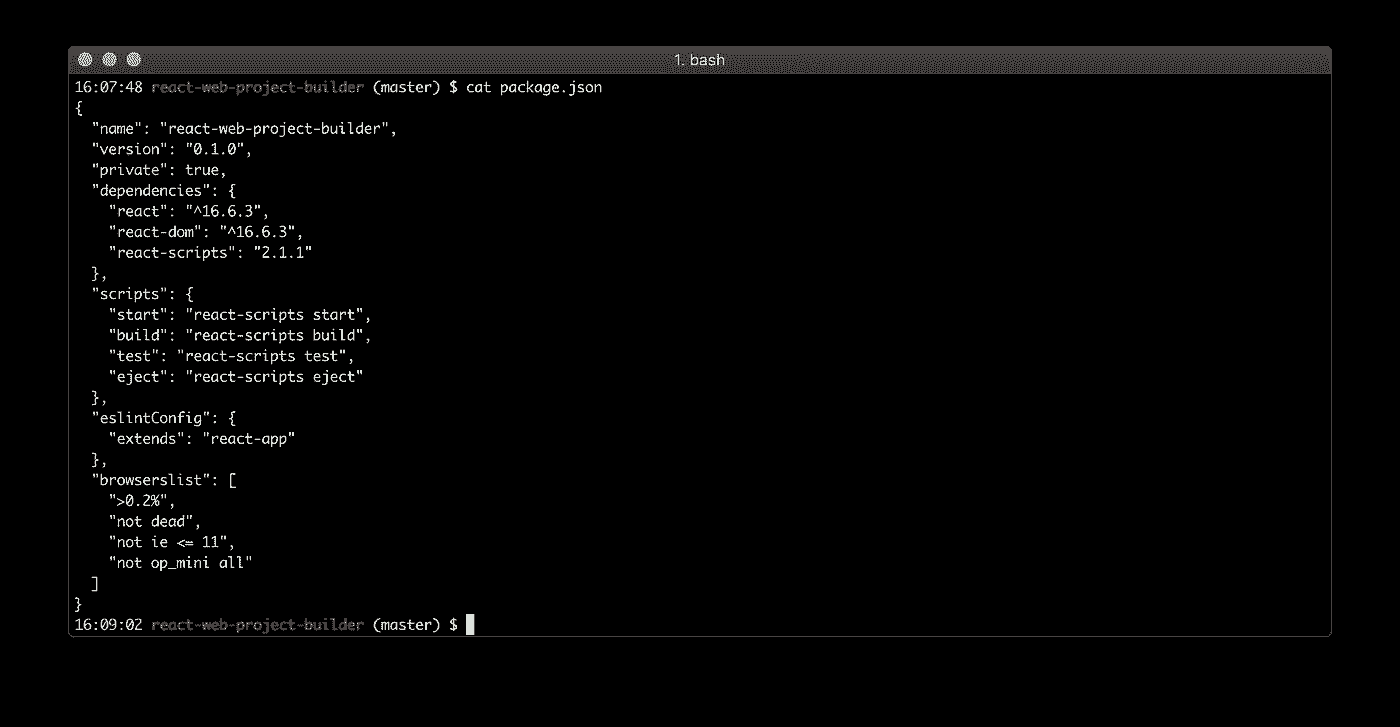 1. bash
16:07:48 react-web-project-builder (master) $ cat package.json
{
  "name": "react-web-project-builder",
  "version": "0.1.0",
  "private": true,
  "dependencies": {
    "react": "^16.6.3",
    "react-dom": "^16.6.3",
    "react-scripts": "2.1.1"
  },
  "scripts": {
    "start": "react-scripts start",
    "build": "react-scripts build",
    "test": "react-scripts test",
    "eject": "react-scripts eject"
  },
  "eslintConfig": {
    "extends": "react-app"
  },
  "browserslist": [
    ">0.2%",
    "not dead",
    "not ie <= 11",
    "not op_mini all"
  ]
}
16:09:02 react-web-project-builder (master) $